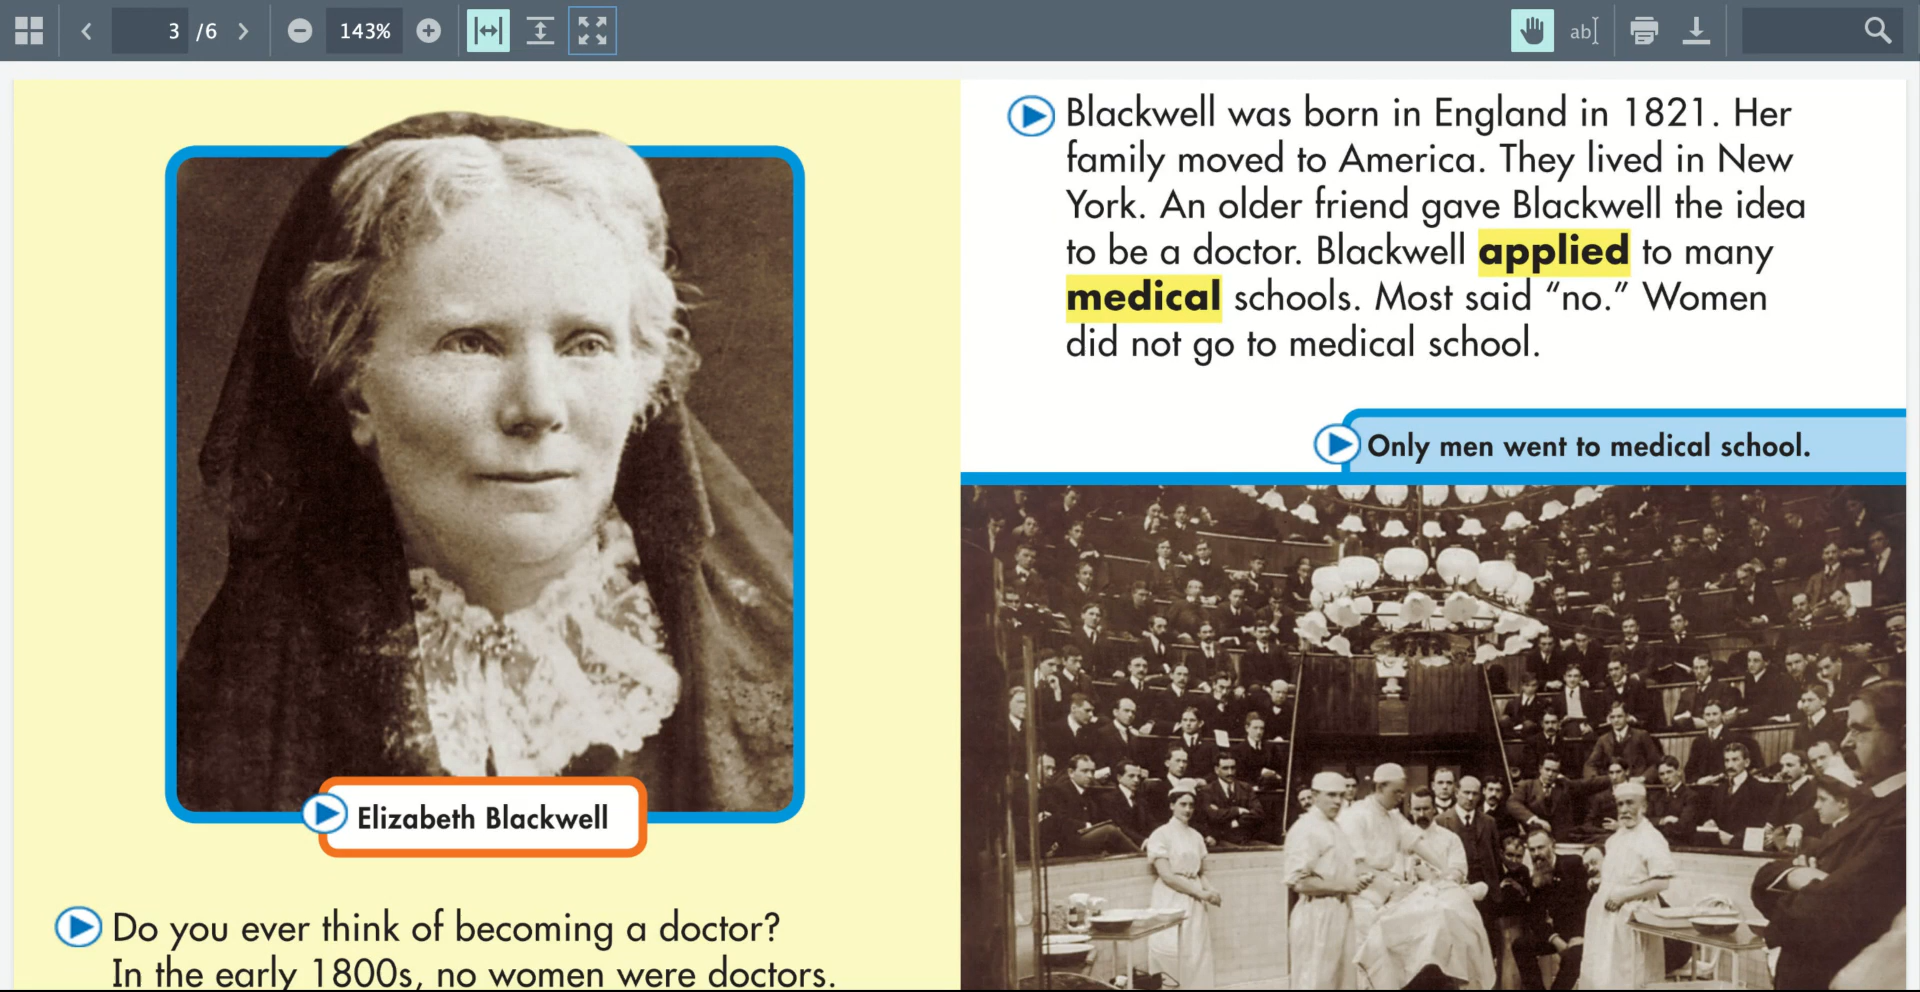 3 /6 143% ab
Elizabeth Blackwell
Do you ever think of becoming a doctor?
In the early 1800s, no women were doctors.
Blackwell was born in England in 1821. Her
family moved to America. They lived in New
York. An older friend gave Blackwell the idea
to be a doctor. Blackwell applied to many
medical schools. Most said “no.” Women
did not go to medical school.
Only men went to medical school.